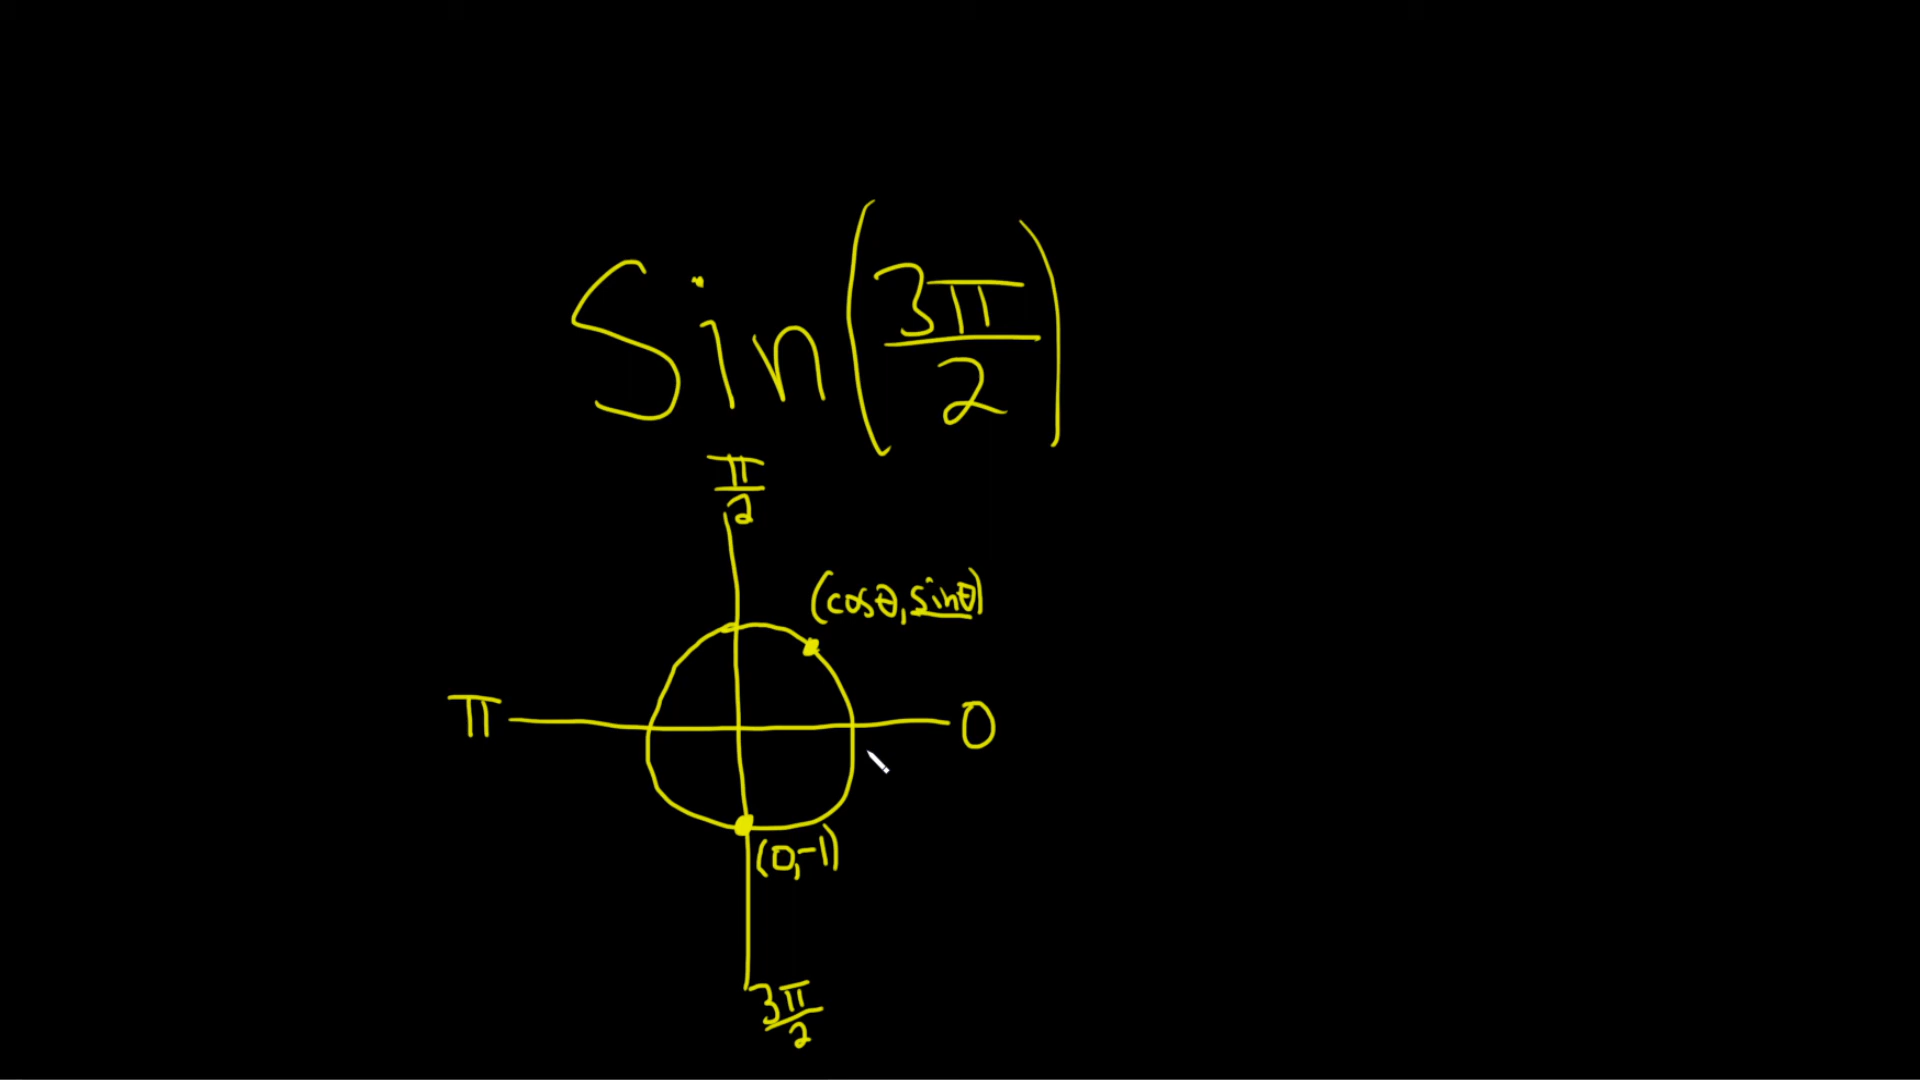 Sin(3π/2)
π/2
(cosθ, sinθ)
π 0
(0,-1)
3π/2